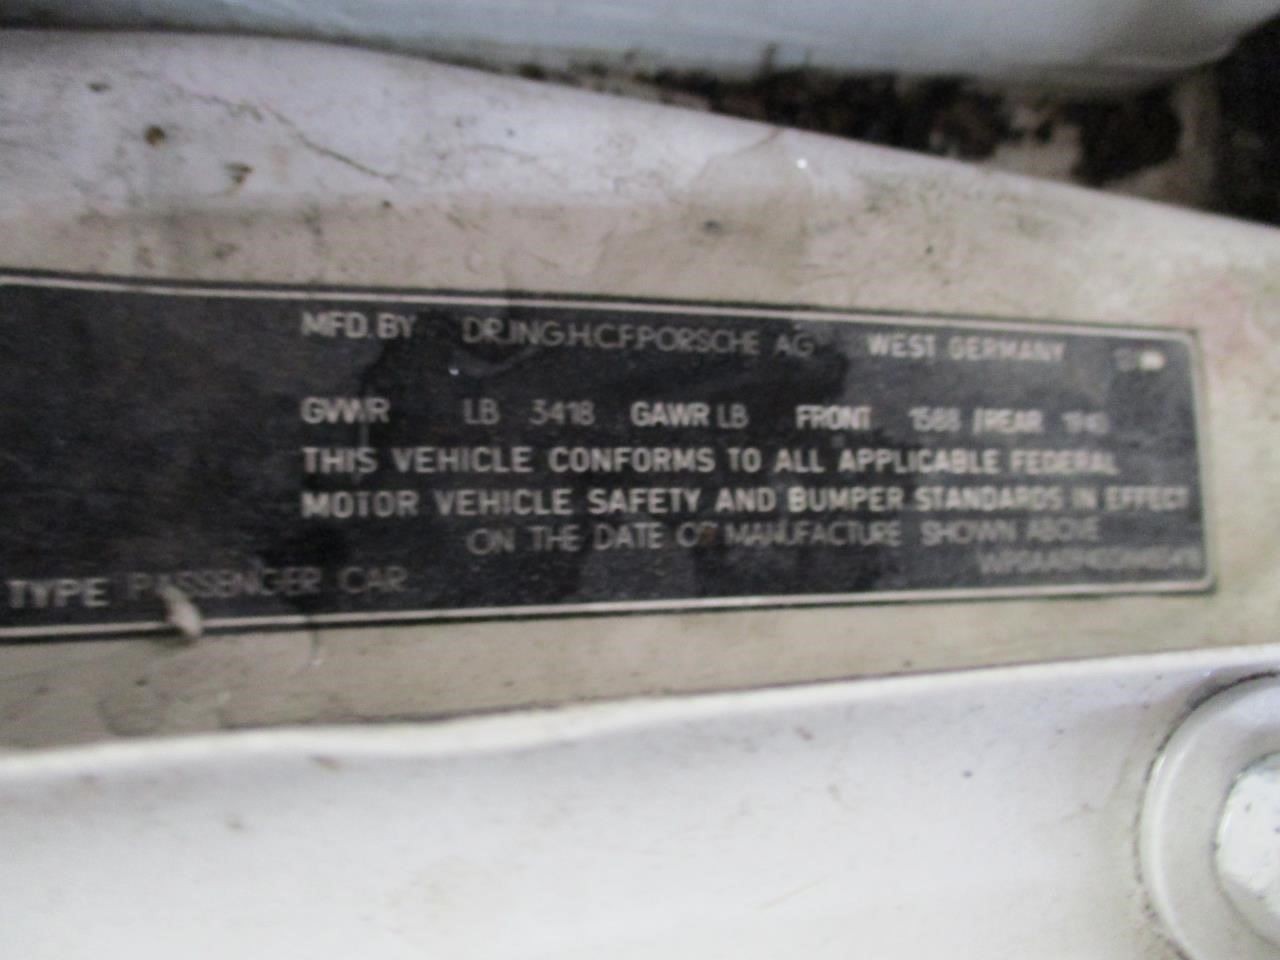 MFD. BY DR.ING.H.C.F.PORSCHE AG WEST GERMANY
GVWR LB 3418 GAWR LB FRONT 1588 /REAR
THIS VEHICLE CONFORMS TO ALL APPLICABLE FEDERAL
MOTOR VEHICLE SAFETY AND BUMPER STANDARDS IN EFFECT
ON THE DATE OF MANUFACTURE SHOWN ABOVE
TYPE PASSENGER CAR